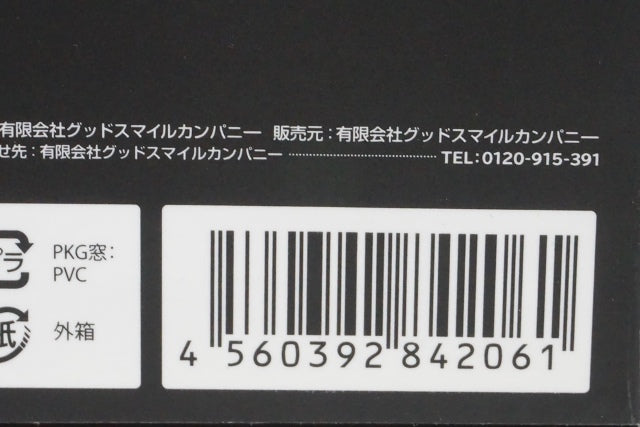 有限会社グッドスマイルカンパニー 販売元：有限会社グッドスマイルカンパニー
せ先：有限会社グッドスマイルカンパニー ………………………… TEL：0120-915-391
プラ
PKG窓：
PVC
紙
外箱
4 560392 842061